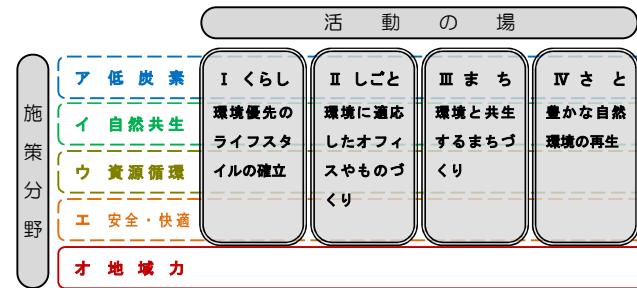 活動の場
施策分野
ア 低炭素
イ 自然共生
ウ 資源循環
エ 安全・快適
オ 地域力
Ⅰ くらし
環境優先の
ライフスタ
イルの確立
Ⅱ しごと
環境に適応
したオフィ
スやものづ
くり
Ⅲ まち
環境と共生
するまちづ
くり
Ⅳ さと
豊かな自然
環境の再生